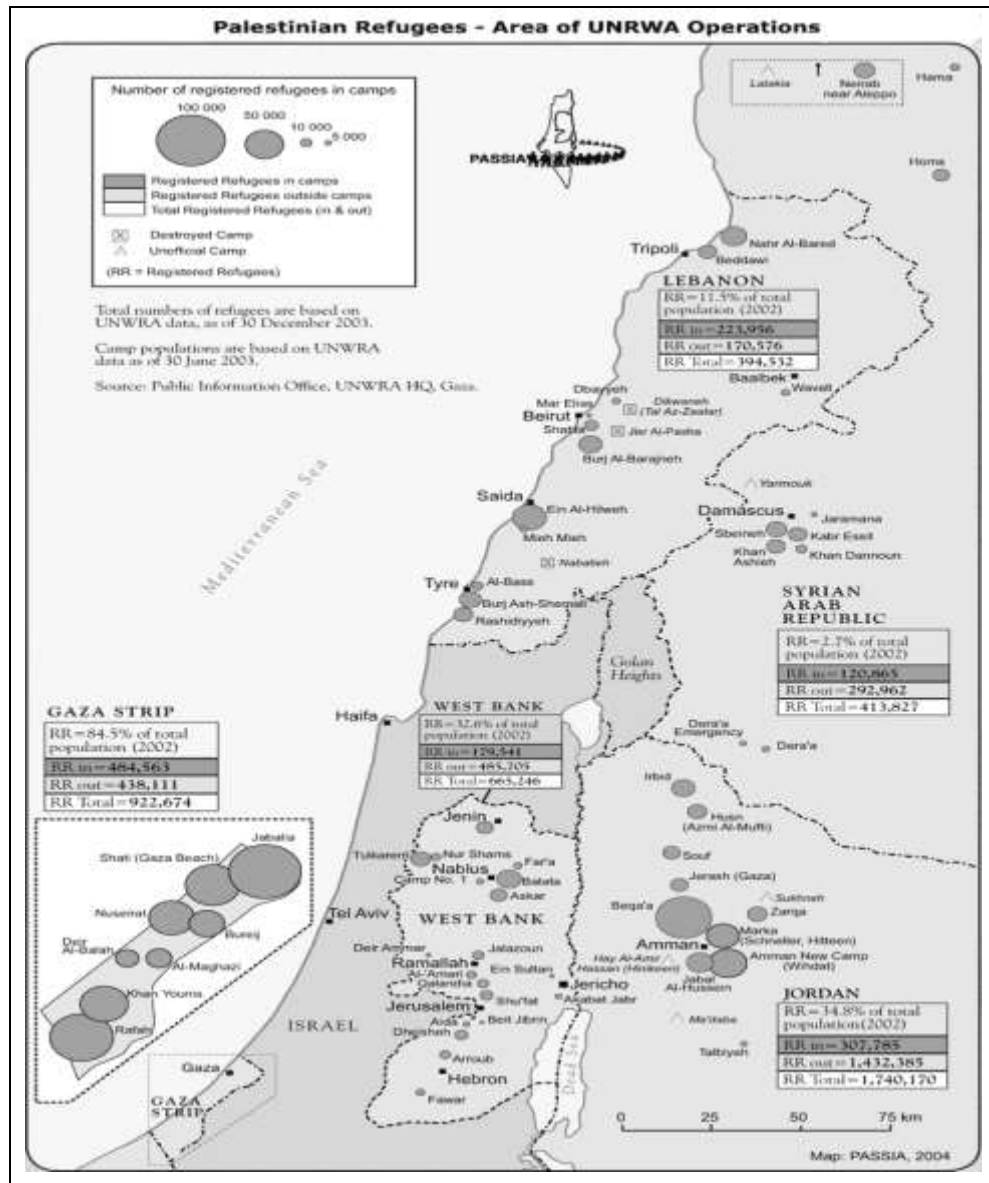 Palestinian Refugees - Area of UNRWA Operations
Number of registered refugees in camps
100 000
50 000
10 000
5 000
Registered Refugees in camps
Registered Refugees outside camps
Total Registered Refugees (in & out)
Destroyed Camp
Unofficial Camp
(RR = Registered Refugees)
Total numbers of refugees are based on
UNWRA data, as of 30 December 2003.
Camp populations are based on UNWRA
data as of 30 June 2003.
Source: Public Information Office, UNWRA HQ, Gaza.
PASSIA
Latakia
Neirab
near Aleppo
Hama
Homs
Tripoli
Nahr Al-Bared
Beddawi
LEBANON
RR=11.5% of total
population (2002)
RR in=223,956
RR out=170,576
RR Total=394,532
Baalbek
Wavell
Dbayyeh
Mar Elias
Dikwaneh
(Tal Az-Zaatar)
Beirut
Shatila
Jisr Al-Pasha
Burj Al-Barajneh
Mediterranean Sea
Saida
Ein Al-Hilweh
Mieh Mieh
Nabatieh
Yarmouk
Damascus
Jaramana
Sbeineh
Kabr Essit
Khan
Ashieh
Khan Dannoun
Tyre
Al-Bass
Burj Ash-Shemali
Rashidiyyeh
SYRIAN
ARAB
REPUBLIC
RR=2.7% of total
population (2002)
RR in=120,865
RR out=292,962
RR Total=413,827
Golan
Heights
Haifa
GAZA STRIP
RR=84.5% of total
population (2002)
RR in=484,563
RR out=438,111
RR Total=922,674
WEST BANK
RR=32.6% of total
population (2002)
RR in=179,541
RR out=485,705
RR Total=665,246
Dera'a
Emergency
Dera'a
Irbid
Husn
(Azmi Al-Mufti)
Souf
Jerash (Gaza)
Sukhneh
Zarqa
Beqa'a
Marka
(Schneller, Hitteen)
Amman
Amman New Camp
(Wihdat)
Hay Al-Amir
Hassan
Jabal
Al-Hussein
Jenin
Tulkarem
Nur Shams
Far'a
Nablus
Camp No. 1
Balata
Askar
WEST BANK
Tel Aviv
Deir Ammar
Jalazoun
Ramallah
Al-'Amari
Ein Sultan
Qalandia
Jericho
Shu'fat
Akabat Jabr
Jerusalem
Aida
Beit Jibrin
Dheisheh
Arroub
Hebron
Fawar
Dead Sea
ISRAEL
Jabalia
Shati (Gaza Beach)
Nuseirat
Bureij
Deir
Al-Balah
Al-Maghazi
Khan Younis
Rafah
Gaza
GAZA
STRIP
JORDAN
RR=34.8% of total
population(2002)
RR in=307,785
RR out=1,432,385
RR Total=1,740,170
Madaba
Talbiyah
0 25 50 75 km
Map: PASSIA, 2004